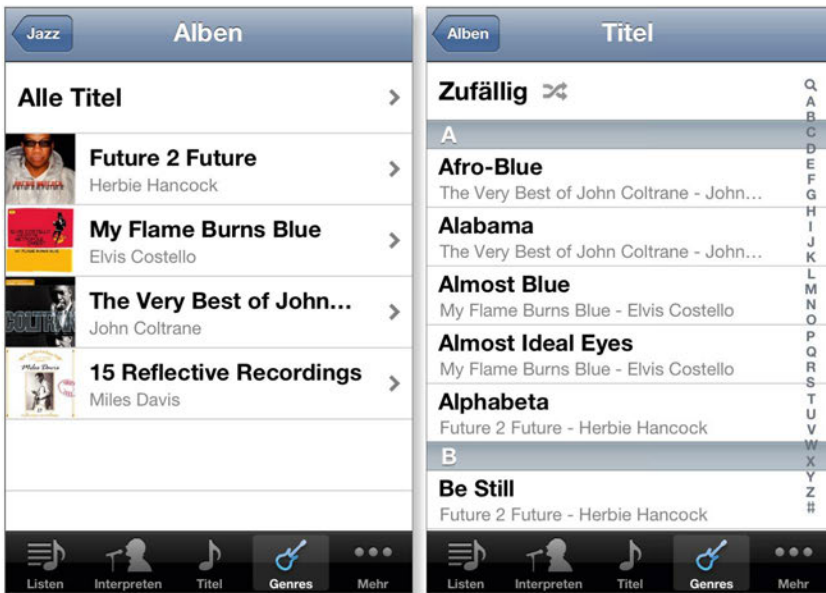 Jazz
Alben
Alle Titel
Future 2 Future
Herbie Hancock
My Flame Burns Blue
Elvis Costello
COLTRANE
The Very Best of John...
John Coltrane
Miles Davis
15 Reflective Recordings
Miles Davis
Listen
Interpreten
Titel
Genres
Mehr
Alben
Titel
Zufällig
A
Afro-Blue
The Very Best of John Coltrane - John...
Alabama
The Very Best of John Coltrane - John...
Almost Blue
My Flame Burns Blue - Elvis Costello
Almost Ideal Eyes
My Flame Burns Blue - Elvis Costello
Alphabeta
Future 2 Future - Herbie Hancock
B
Be Still
Future 2 Future - Herbie Hancock
A
B
C
D
E
F
G
H
I
J
K
L
M
N
O
P
Q
R
S
T
U
V
W
X
Y
Z
#
Listen
Interpreten
Titel
Genres
Mehr